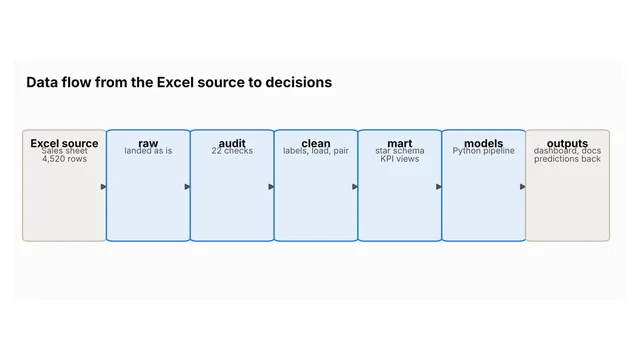 Data flow from the Excel source to decisions
Excel source
Sales sheet
4,520 rows
raw
landed as is
audit
22 checks
clean
labels, load, pair
mart
star schema
KPI views
models
Python pipeline
outputs
dashboard, docs
predictions back